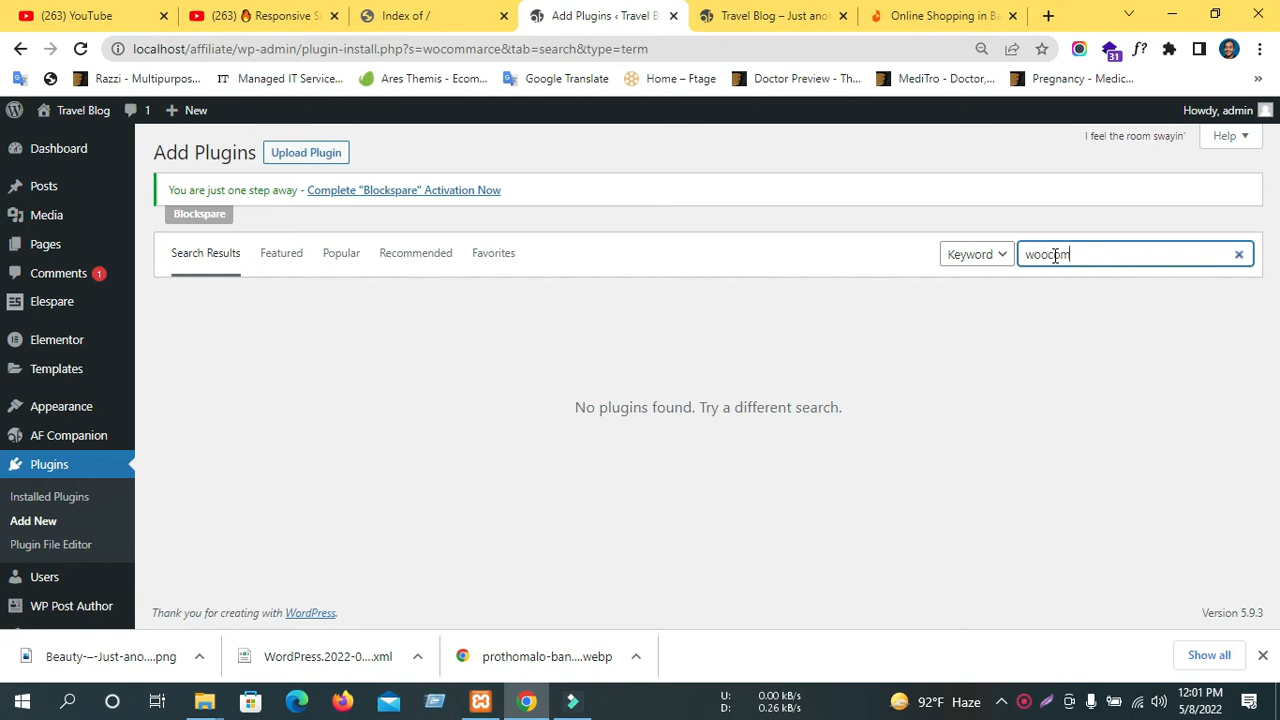 (263) YouTube
(263) 🔥 Responsive S
Index of /
Add Plugins ‹ Travel B
Travel Blog – Just anot
Online Shopping in Ba
localhost/affiliate/wp-admin/plugin-install.php?s=wocommarce&tab=search&type=term
31
f?
Razzi - Multipurpos...
IT Managed IT Service...
Ares Themis - Ecom...
Google Translate
Home – Ftage
Doctor Preview - Th...
MediTro - Doctor,...
Pregnancy - Medic...
»
Travel Blog
1
New
Howdy, admin
I feel the room swayin'
Help
Add Plugins
Upload Plugin
You are just one step away - Complete "Blockspare" Activation Now
Blockspare
Search Results
Featured
Popular
Recommended
Favorites
Keyword
woocom
No plugins found. Try a different search.
Dashboard
Posts
Media
Pages
Comments 1
Elespare
Elementor
Templates
Appearance
AF Companion
Plugins
Installed Plugins
Add New
Plugin File Editor
Users
WP Post Author
Thank you for creating with WordPress.
Version 5.9.3
Beauty-–-Just-ano....png
WordPress.2022-0....xml
prothomalo-ban....webp
Show all
U: 0.00 kB/s
D: 0.26 kB/s
92°F Haze
12:01 PM
5/8/2022